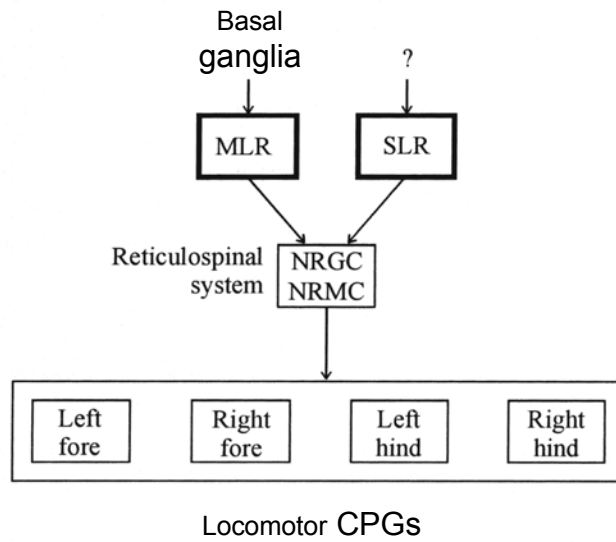 Basal
ganglia
?
MLR
SLR
Reticulospinal
system
NRGC
NRMC
Left
fore
Right
fore
Left
hind
Right
hind
Locomotor CPGs